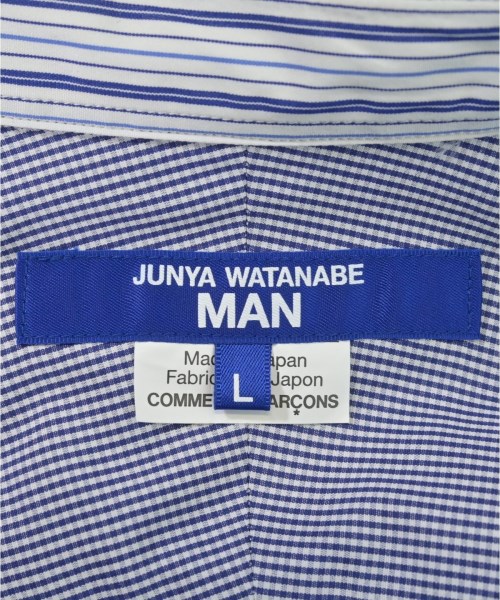 JUNYA WATANABE
MAN
Mad apan
Fabric Japon
L
COMME ARÇONS
*